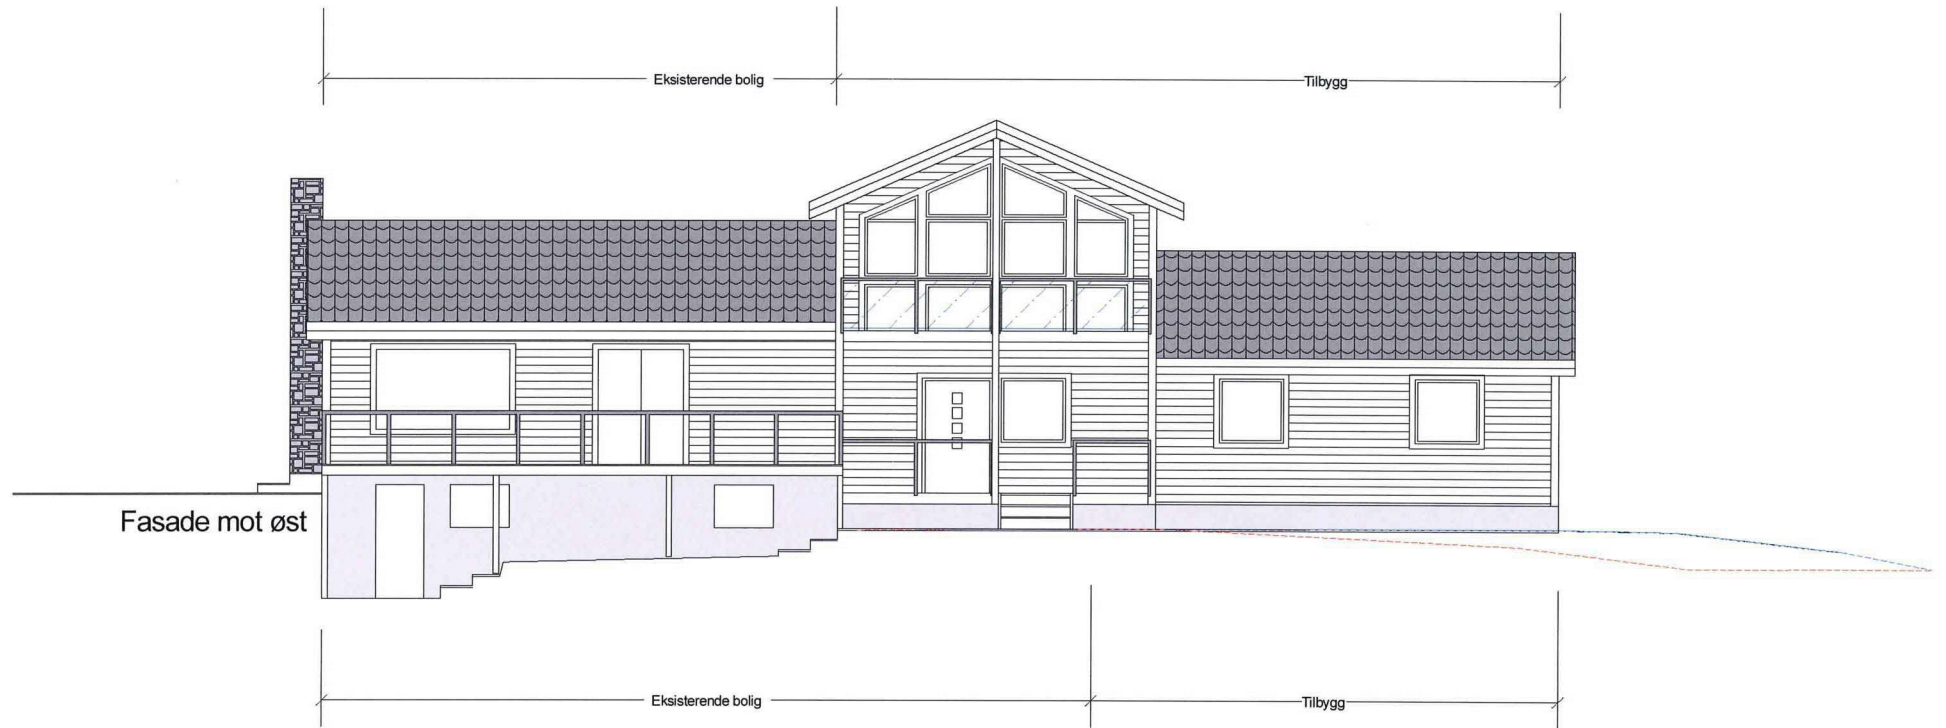 Eksisterende bolig
Tilbygg
Fasade mot øst
Eksisterende bolig
Tilbygg